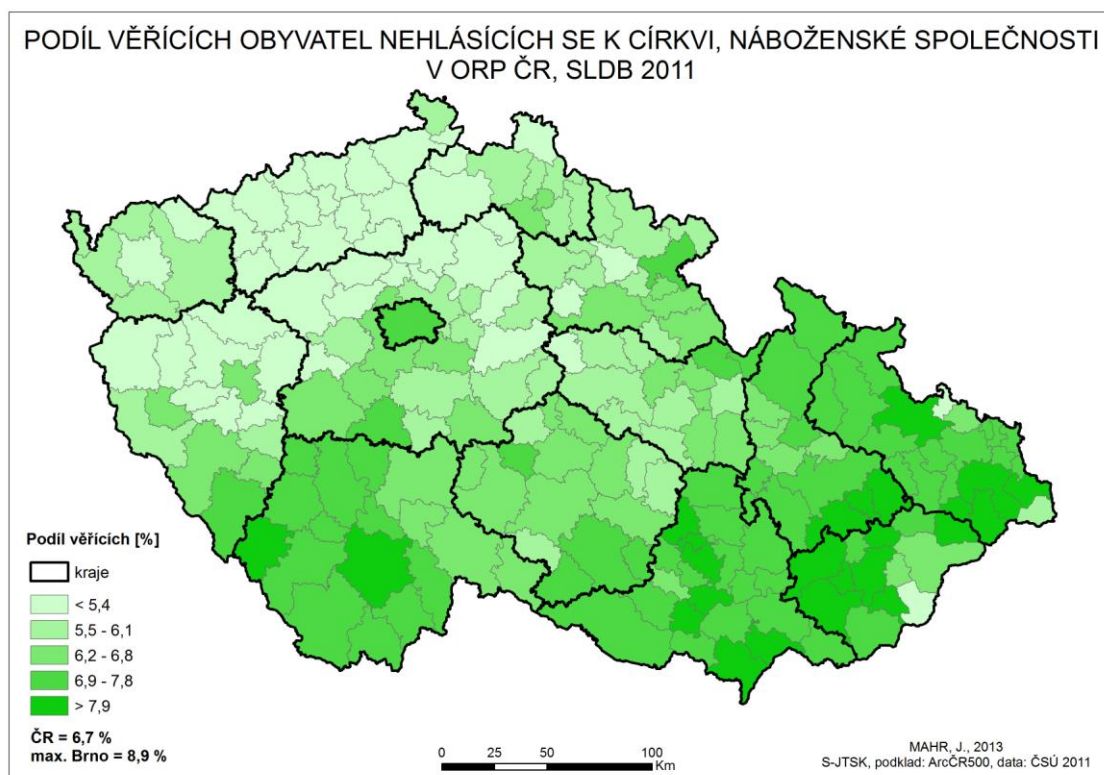 PODÍL VĚŘÍCÍCH OBYVATEL NEHLÁSÍCÍCH SE K CÍRKVI, NÁBOŽENSKÉ SPOLEČNOSTI
V ORP ČR, SLDB 2011
Podíl věřících [%]
kraje
< 5,4
5,5 - 6,1
6,2 - 6,8
6,9 - 7,8
> 7,9
ČR = 6,7 %
max. Brno = 8,9 %
0 25 50 100
Km
MAHR, J., 2013
S-JTSK, podklad: ArcČR500, data: ČSÚ 2011